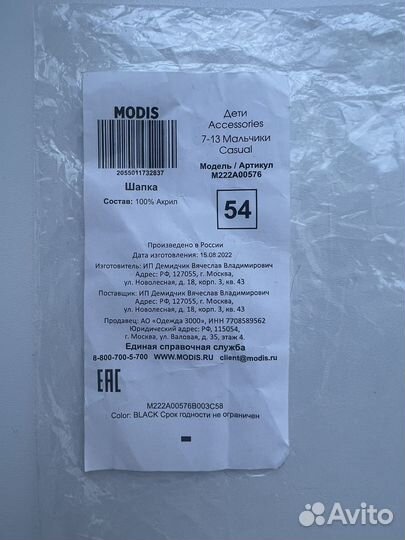 MODIS
2055011732837
Шапка
Состав: 100% Акрил
Дети
Accessories
7-13 Мальчики
Casual
Модель / Артикул
M222A00576
54
Произведено в России
Дата изготовления: 15.08.2022
Изготовитель: ИП Демидчик Вячеслав Владимирович
Адрес: РФ, 127055, г. Москва,
ул. Новолесная, д. 18, корп. 3, кв. 43
Поставщик: ИП Демидчик Вячеслав Владимирович
Адрес: РФ, 127055, г. Москва,
ул. Новолесная, д. 18, корп. 3, кв. 43
Продавец: АО «Одежда 3000», ИНН 7708589562
Юридический адрес: РФ, 115054,
г. Москва, ул. Валовая, д. 35, этаж 4.
Единая справочная служба
8-800-700-5-700 WWW.MODIS.RU client@modis.ru
EAC
M222A00576B003C58
Color: BLACK Срок годности не ограничен
Avito